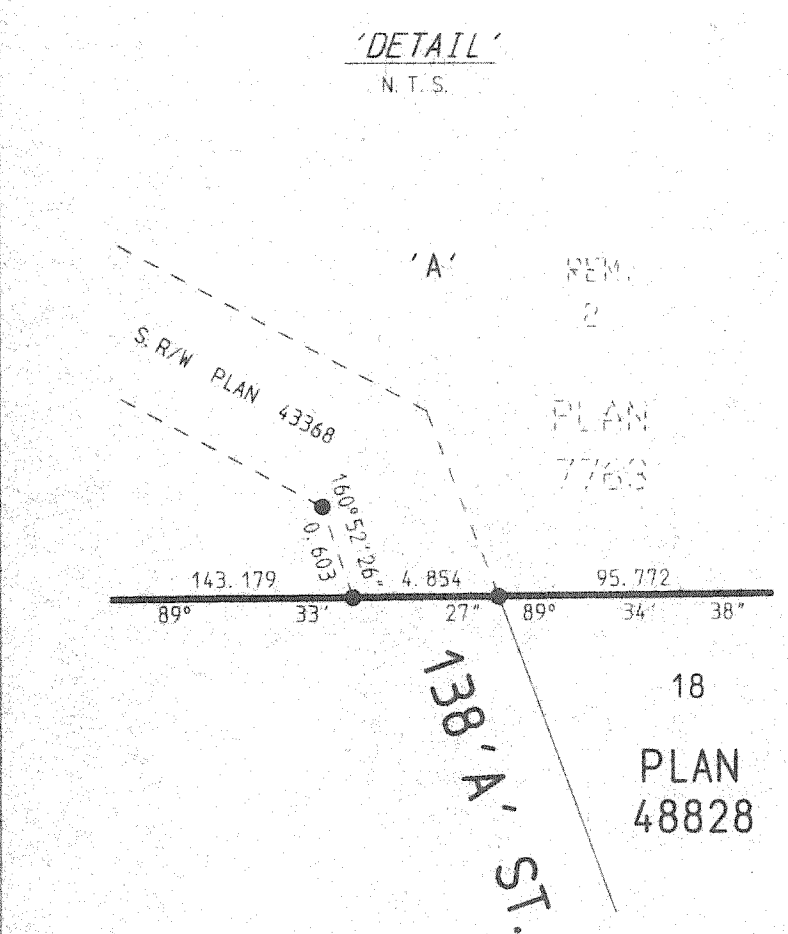 'DETAIL'
N. T. S.
'A'
REM.
2
S. R/W PLAN 43368
PLAN
7763
160°52'26"
0.603
143.179
4.854
95.772
89° 33' 27"
89° 34' 38"
138 'A' ST.
18
PLAN
48828